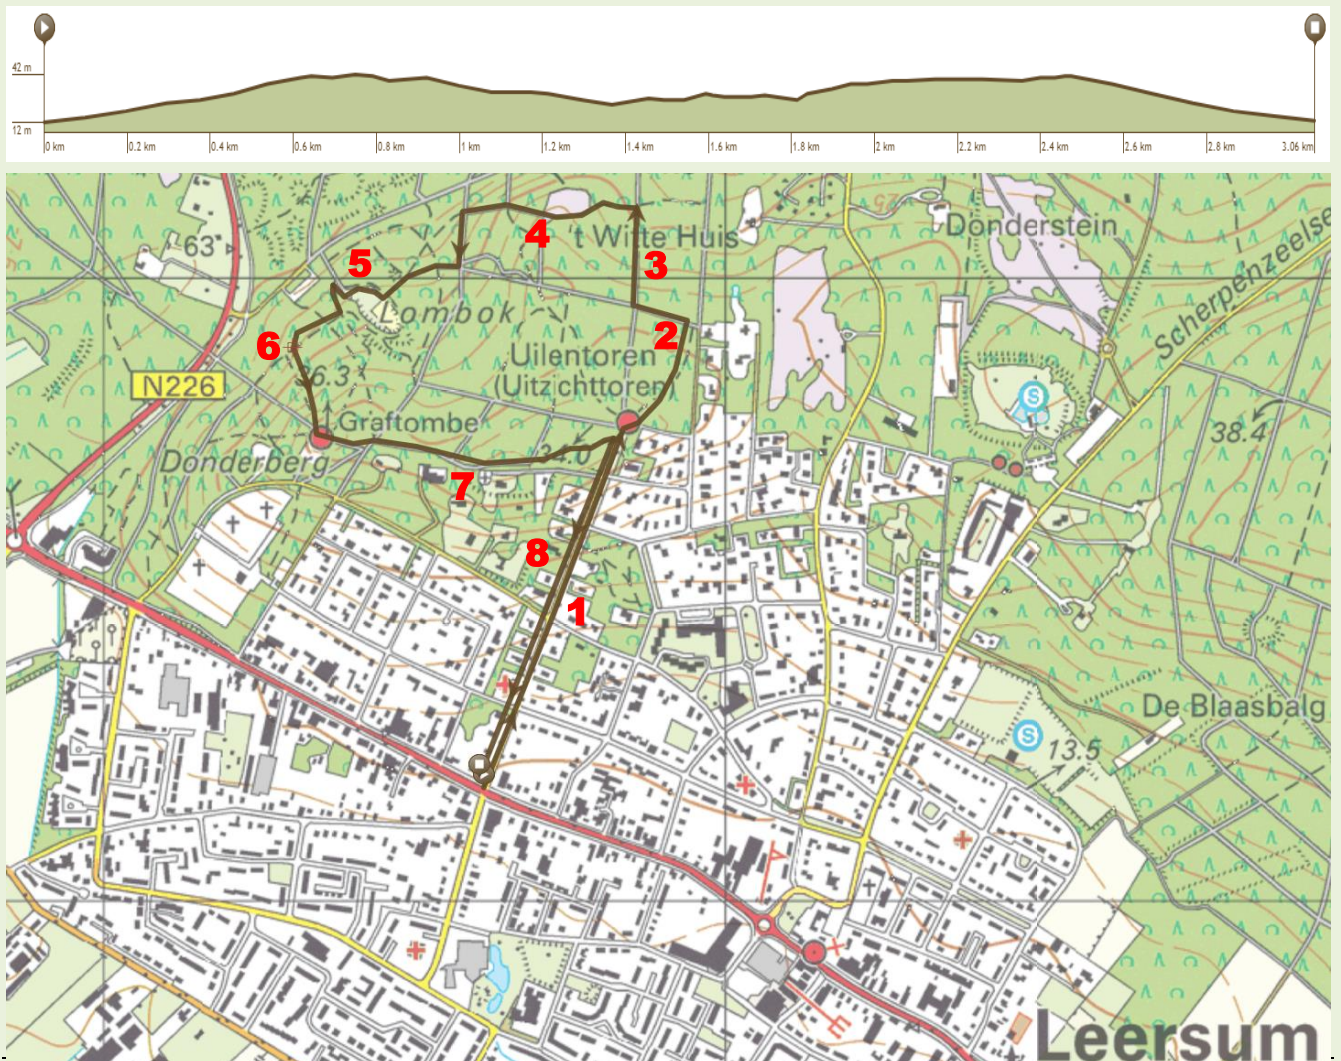 42 m
12 m
0 km
0.2 km
0.4 km
0.6 km
0.8 km
1 km
1.2 km
1.4 km
1.6 km
1.8 km
2 km
2.2 km
2.4 km
2.6 km
2.8 km
3.06 km
25
63
4
't Witte Huis
Donderstein
5
3
Scherpenzeelse
Lombok
2
6
Uilentoren
(Uitzichttoren)
6.3
N226
S
Graftombe
38.4
Donderberg
7
8
1
De Blaasbalg
S
13.5
Leersum